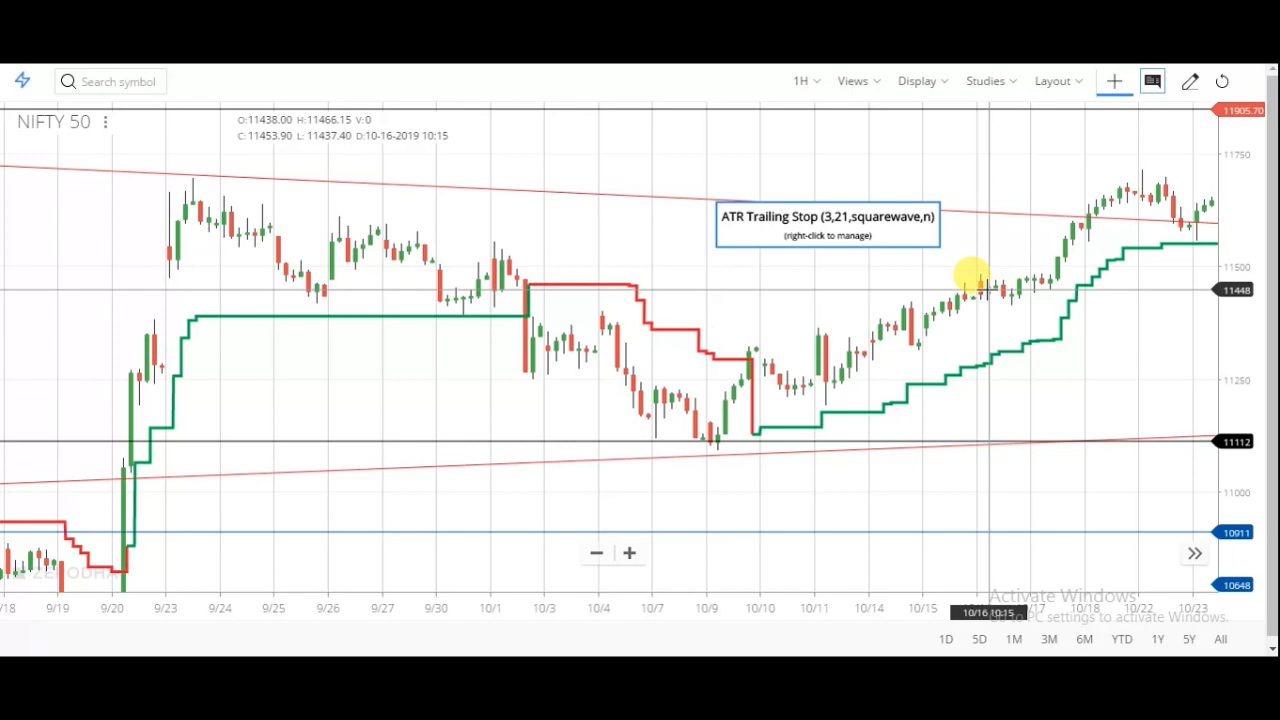 Search symbol
1H Views Display Studies Layout
NIFTY 50
O:11438.00 H:11466.15 V:0
C:11453.90 L: 11437.40 D:10-16-2019 10:15
11905.70
11750
ATR Trailing Stop (3,21,squarewave,n)
(right-click to manage)
11500
11448
11250
11112
11000
10911
ZERODHA
10648
Activate Windows
/18 9/19 9/20 9/23 9/24 9/25 9/26 9/27 9/30 10/1 10/3 10/4 10/7 10/9 10/10 10/11 10/14 10/15 10/16 10:15 10/18 10/22 10/23
to PC settings to activate Windows.
1D 5D 1M 3M 6M YTD 1Y 5Y All